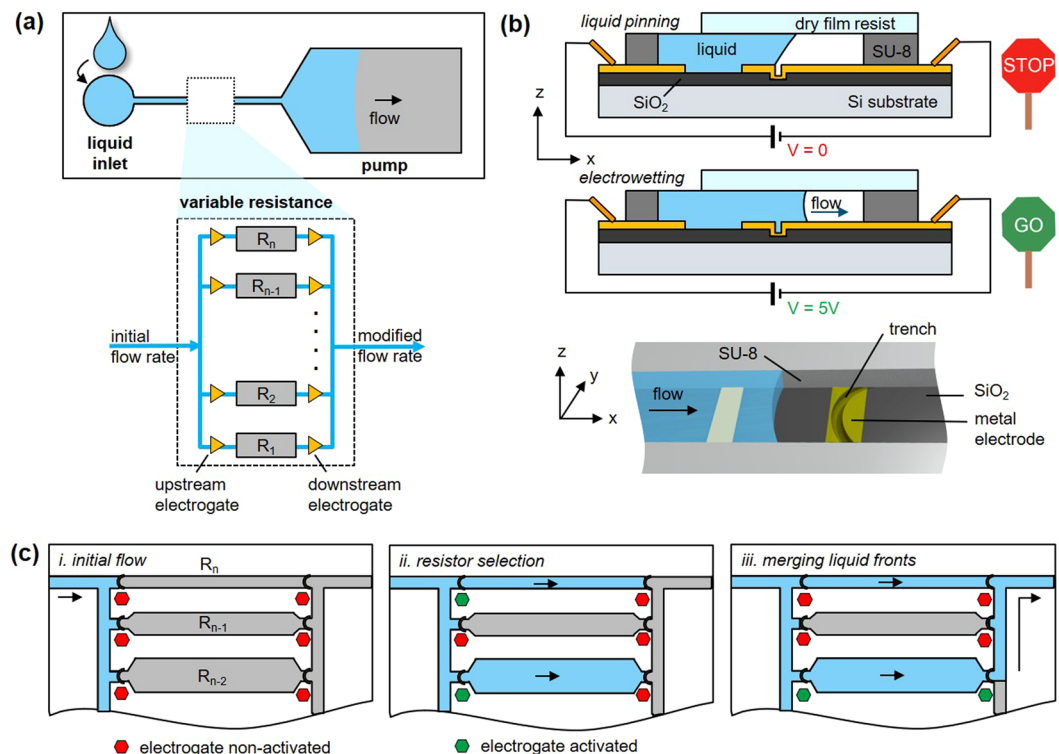 (a)
liquid
inlet
flow
pump
variable resistance
Rₙ
Rₙ₋₁
initial
flow rate
modified
flow rate
R₂
R₁
upstream
electrogate
downstream
electrogate
(b)
liquid pinning
dry film resist
liquid
SU-8
SiO₂
Si substrate
z
x
V = 0
STOP
electrowetting
flow
V = 5V
GO
trench
SU-8
z
y
x
flow
SiO₂
metal
electrode
(c)
i. initial flow
Rₙ
Rₙ₋₁
Rₙ₋₂
ii. resistor selection
iii. merging liquid fronts
electrogate non-activated
electrogate activated